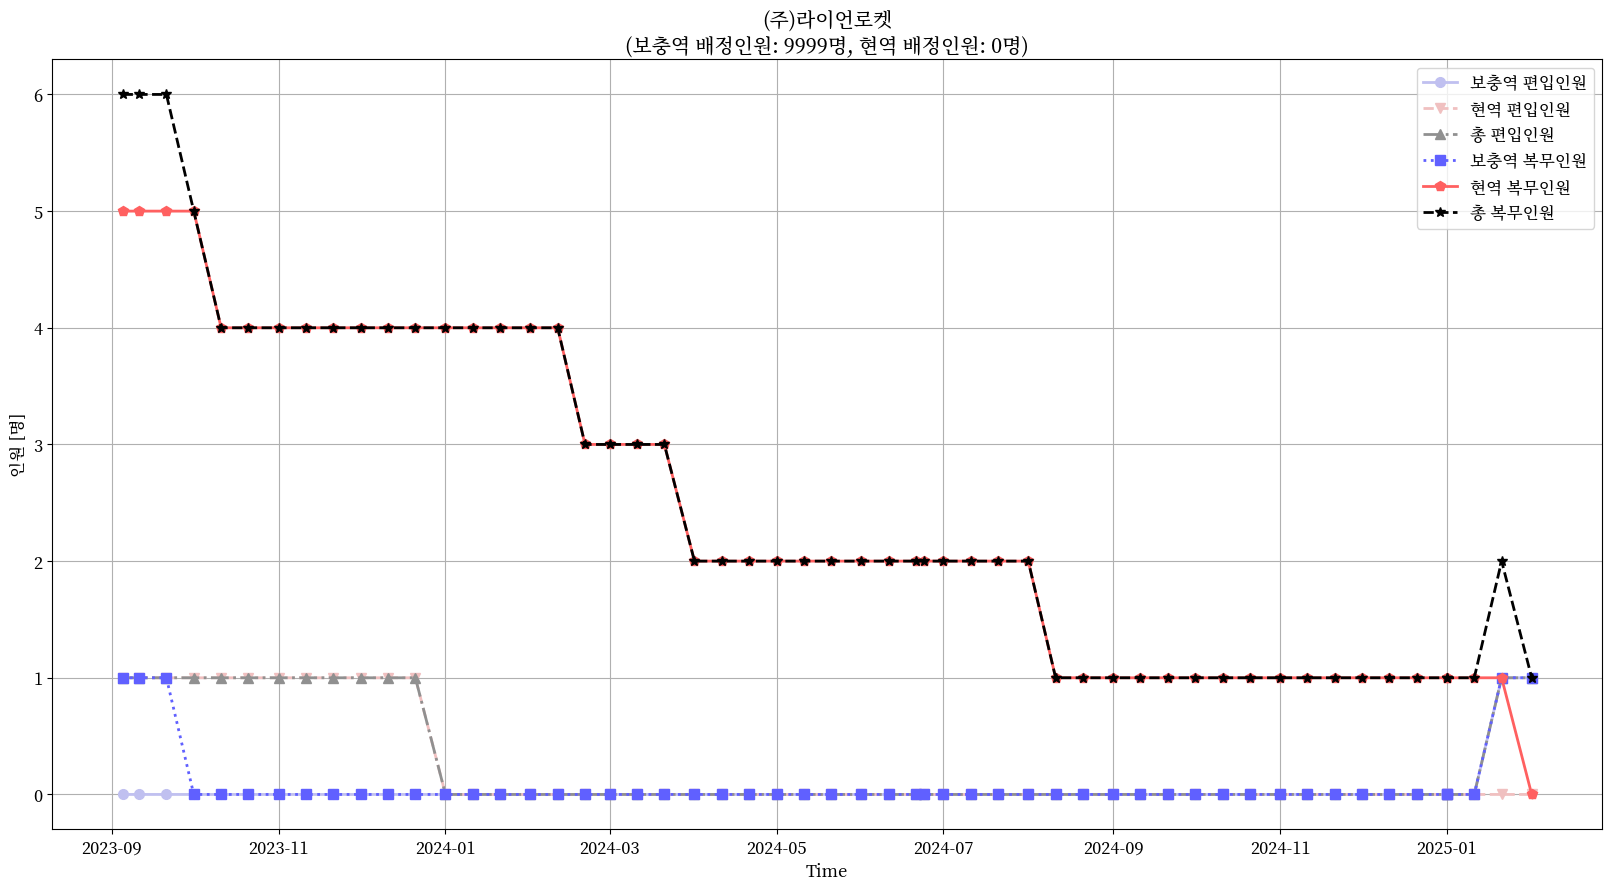 (주)라이언로켓
(보충역 배정인원: 9999명, 현역 배정인원: 0명)
보충역 편입인원
현역 편입인원
총 편입인원
보충역 복무인원
현역 복무인원
총 복무인원
인원 [명]
6
5
4
3
2
1
0
2023-09 2023-11 2024-01 2024-03 2024-05 2024-07 2024-09 2024-11 2025-01
Time